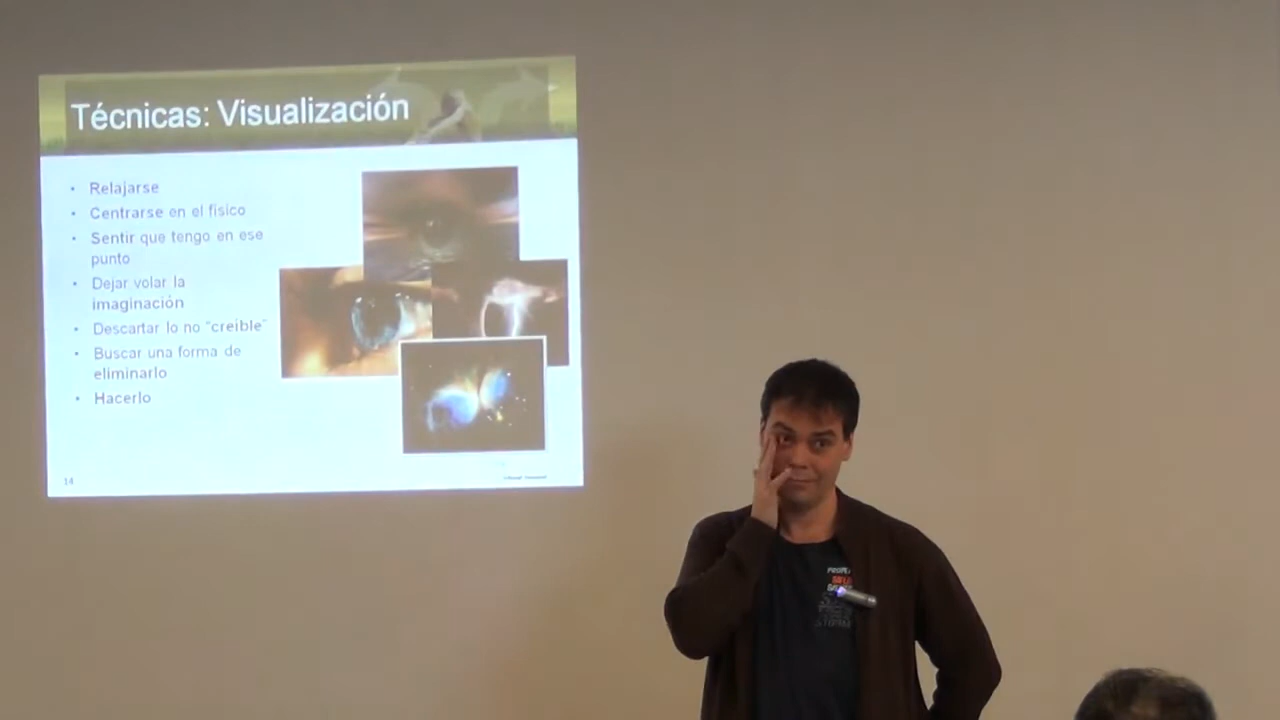 Técnicas: Visualización
• Relajarse
• Centrarse en el físico
• Sentir que tengo en ese
punto
• Dejar volar la
imaginación
• Descartar lo no "creíble"
• Buscar una forma de
eliminarlo
• Hacerlo
14